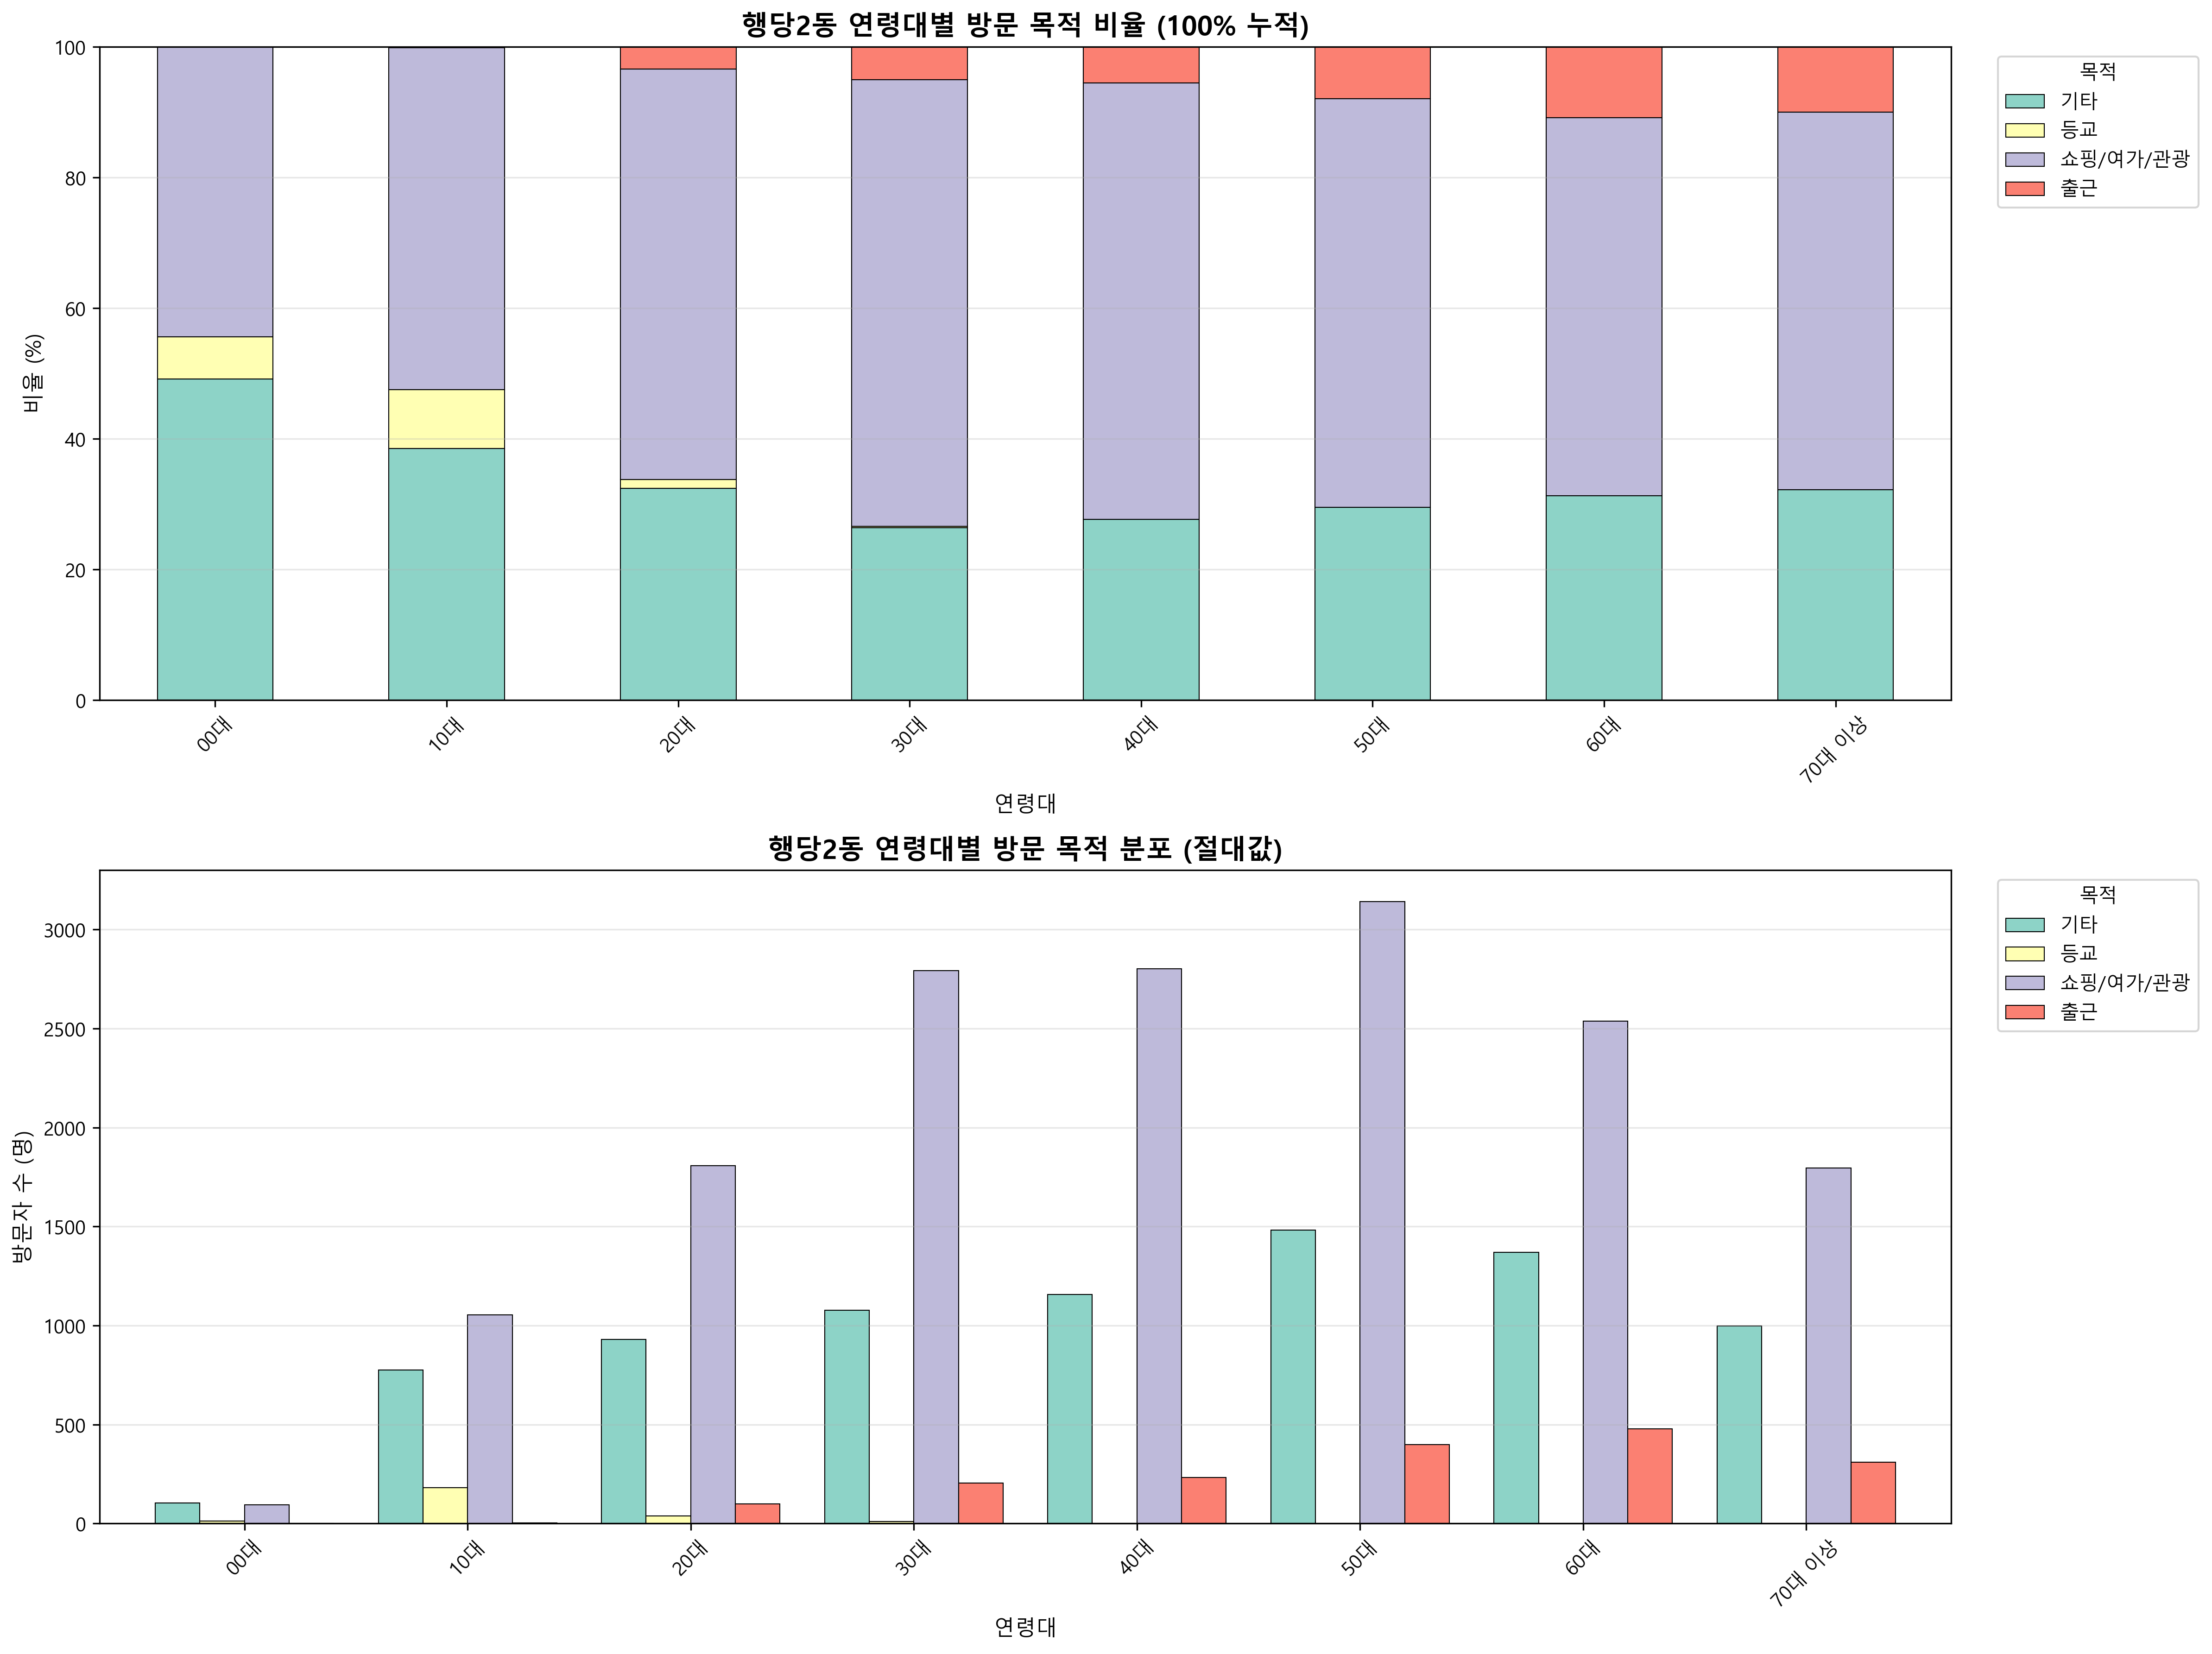 행당2동 연령대별 방문 목적 비율 (100% 누적)
비율 (%)
100
80
60
40
20
0
00대
10대
20대
30대
40대
50대
60대
70대 이상
연령대
목적
기타
등교
쇼핑/여가/관광
출근
행당2동 연령대별 방문 목적 분포 (절대값)
방문자 수 (명)
3000
2500
2000
1500
1000
500
0
00대
10대
20대
30대
40대
50대
60대
70대 이상
연령대
목적
기타
등교
쇼핑/여가/관광
출근